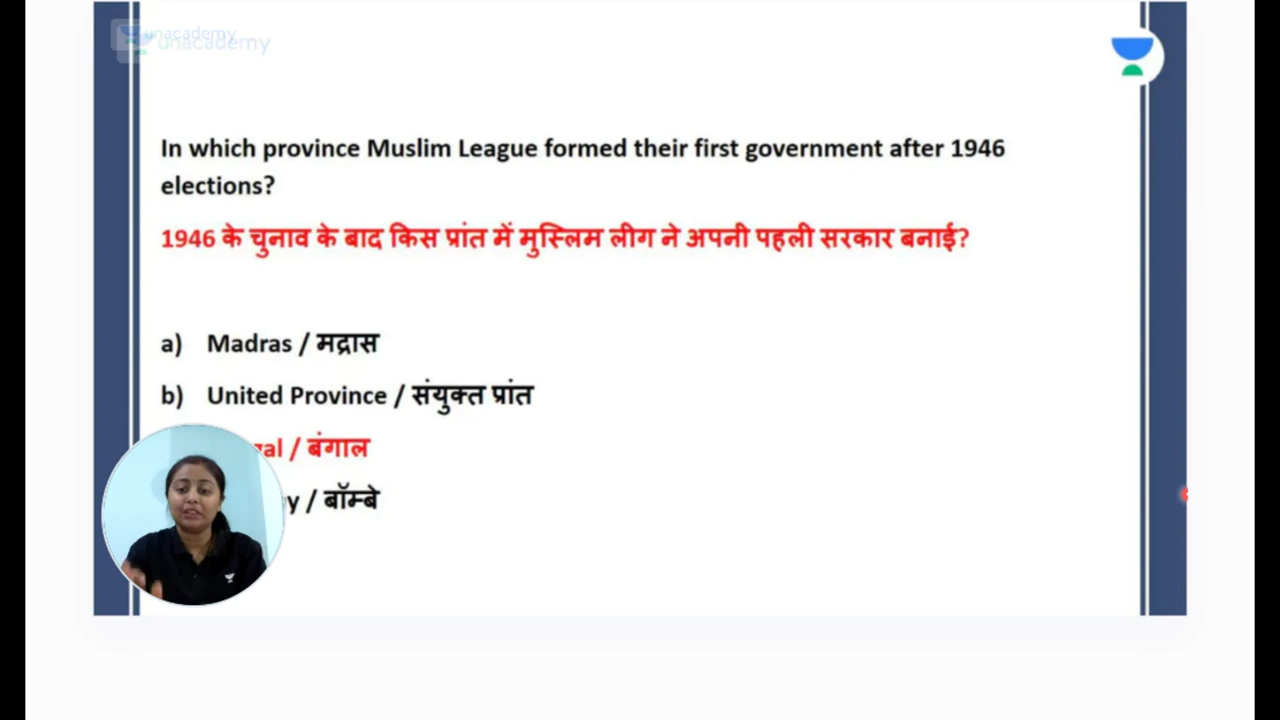 unacademy
unacademy
In which province Muslim League formed their first government after 1946
elections?
1946 के चुनाव के बाद किस प्रांत में मुस्लिम लीग ने अपनी पहली सरकार बनाई?
a) Madras / मद्रास
b) United Province / संयुक्त प्रांत
/ बंगाल
/ बॉम्बे